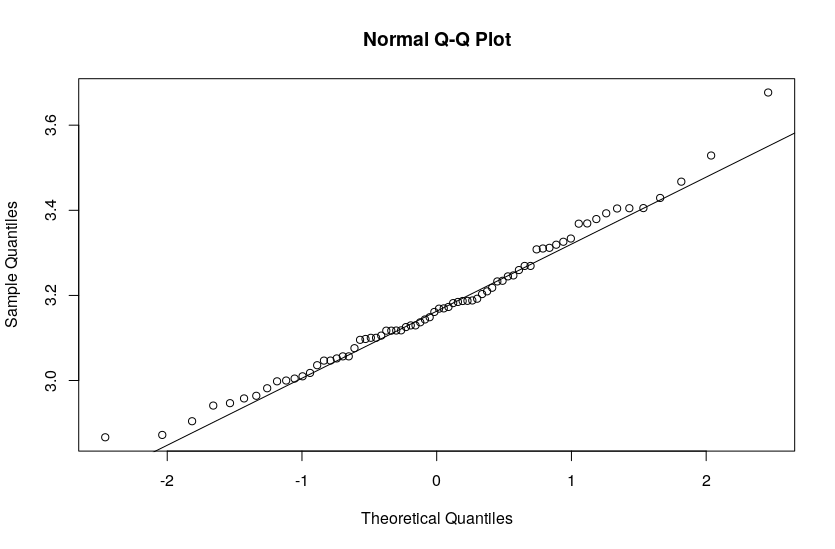 Normal Q-Q Plot
Sample Quantiles
3.6
3.4
3.2
3.0
-2 -1 0 1 2
Theoretical Quantiles